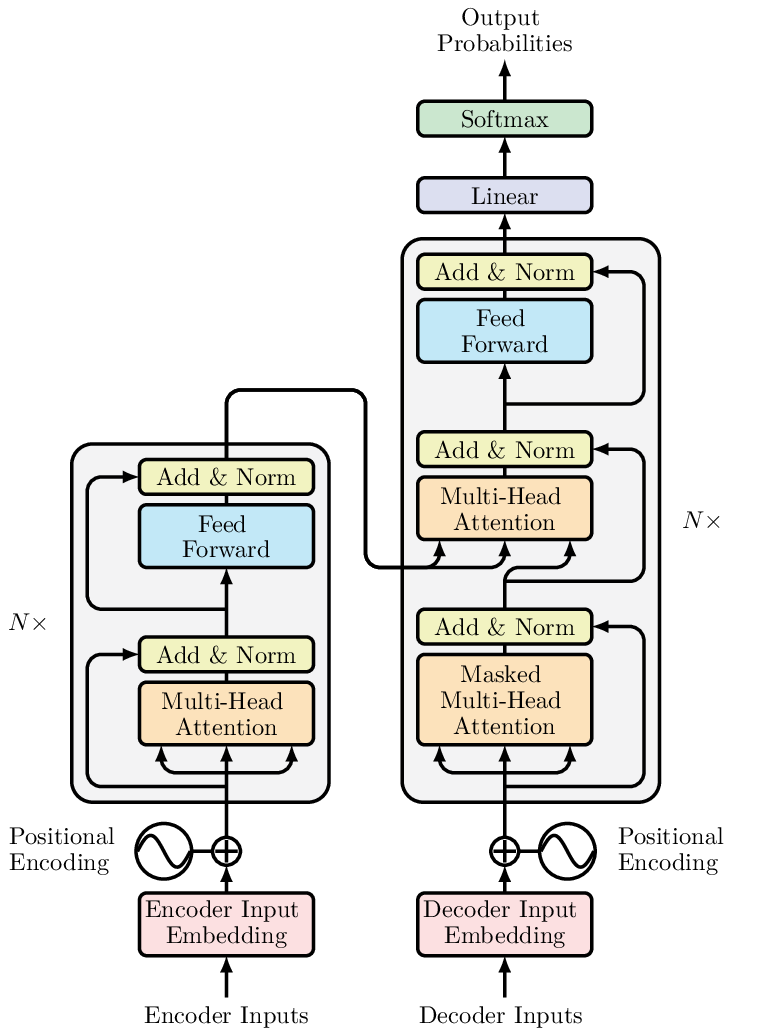 Output
Probabilities
Softmax
Linear
Add & Norm
Feed
Forward
Add & Norm
Multi-Head
Attention
N×
Add & Norm
Masked
Multi-Head
Attention
Add & Norm
Feed
Forward
N×
Add & Norm
Multi-Head
Attention
Positional
Encoding
Positional
Encoding
Encoder Input
Embedding
Decoder Input
Embedding
Encoder Inputs
Decoder Inputs